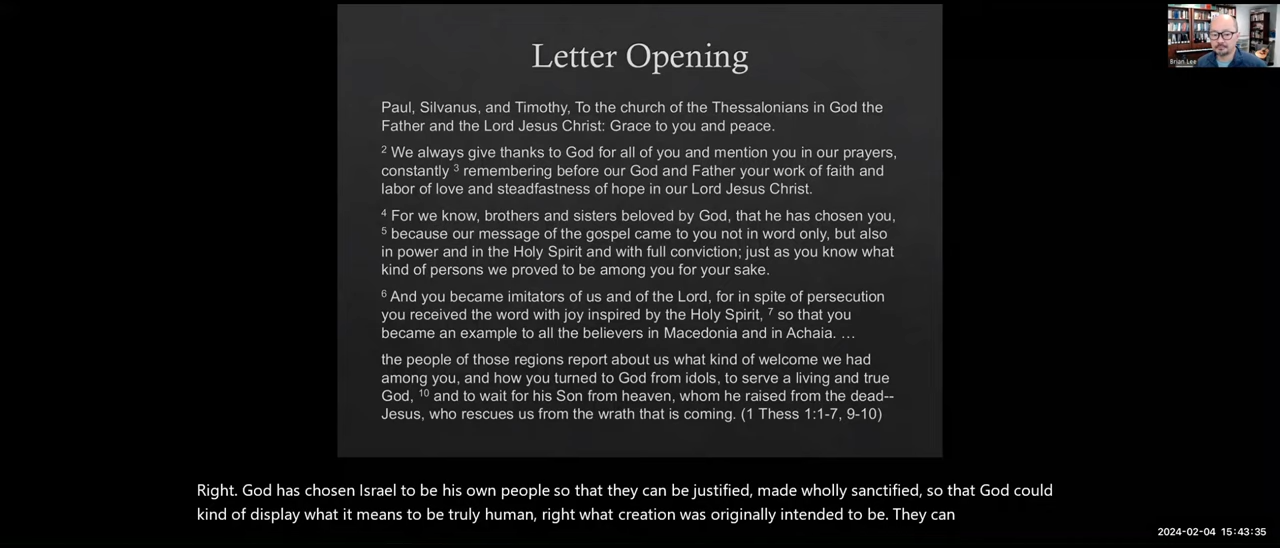 Letter Opening
Paul, Silvanus, and Timothy, To the church of the Thessalonians in God the
Father and the Lord Jesus Christ: Grace to you and peace.
2 We always give thanks to God for all of you and mention you in our prayers,
constantly 3 remembering before our God and Father your work of faith and
labor of love and steadfastness of hope in our Lord Jesus Christ.
4 For we know, brothers and sisters beloved by God, that he has chosen you,
5 because our message of the gospel came to you not in word only, but also
in power and in the Holy Spirit and with full conviction; just as you know what
kind of persons we proved to be among you for your sake.
6 And you became imitators of us and of the Lord, for in spite of persecution
you received the word with joy inspired by the Holy Spirit, 7 so that you
became an example to all the believers in Macedonia and in Achaia. …
the people of those regions report about us what kind of welcome we had
among you, and how you turned to God from idols, to serve a living and true
God, 10 and to wait for his Son from heaven, whom he raised from the dead--
Jesus, who rescues us from the wrath that is coming. (1 Thess 1:1-7, 9-10)
Brian Lee
Right. God has chosen Israel to be his own people so that they can be justified, made wholly sanctified, so that God could
kind of display what it means to be truly human, right what creation was originally intended to be. They can
2024-02-04 15:43:35